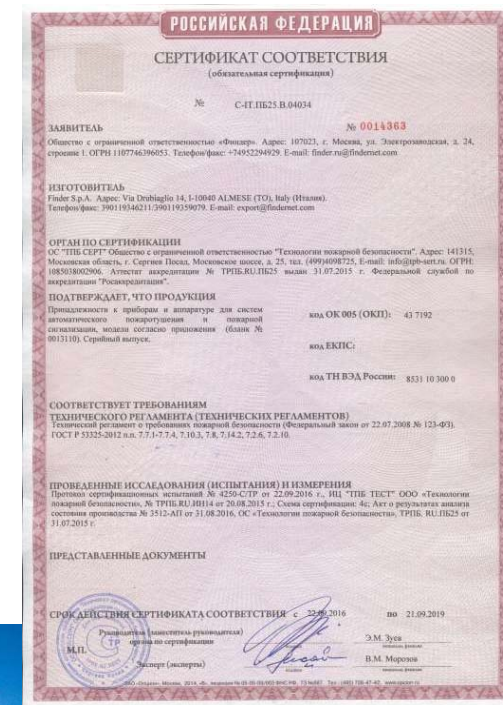 РОССИЙСКАЯ ФЕДЕРАЦИЯ
СЕРТИФИКАТ СООТВЕТСТВИЯ
(обязательная сертификация)
№ С-IT.ПБ25.В.04034
ЗАЯВИТЕЛЬ № 0014363
Общество с ограниченной ответственностью «Финдер». Адрес: 107023, г. Москва, ул. Электрозаводская, д. 24,
строение 1. ОГРН 1107746396053. Телефон/факс: +74952294929. E-mail: finder.ru@findernet.com
ИЗГОТОВИТЕЛЬ
Finder S.p.A. Адрес: Via Drubiaglio 14, I-10040 ALMESE (TO), Italy (Италия).
Телефон/факс: 390119346211/390119359079. E-mail: export@findernet.com
ОРГАН ПО СЕРТИФИКАЦИИ
ОС "ТПБ СЕРТ" Общество с ограниченной ответственностью "Технологии пожарной безопасности". Адрес: 141315,
Московская область, г. Сергиев Посад, Московское шоссе, д. 25, тел. (499)4098725, E-mail: info@tpb-sert.ru. ОГРН:
1085038002906. Аттестат аккредитации № ТРПБ.RU.ПБ25 выдан 31.07.2015 г. Федеральной службой по
аккредитации "Росаккредитация".
ПОДТВЕРЖДАЕТ, ЧТО ПРОДУКЦИЯ
Принадлежности к приборам и аппаратуре для систем
автоматического пожаротушения и пожарной
сигнализации, модели согласно приложения (бланк №
0013110). Серийный выпуск.
код ОК 005 (ОКП): 43 7192
код ЕКПС:
код ТН ВЭД России: 8531 10 300 0
СООТВЕТСТВУЕТ ТРЕБОВАНИЯМ
ТЕХНИЧЕСКОГО РЕГЛАМЕНТА (ТЕХНИЧЕСКИХ РЕГЛАМЕНТОВ)
Технический регламент о требованиях пожарной безопасности (Федеральный закон от 22.07.2008 № 123-ФЗ).
ГОСТ Р 53325-2012 п.п. 7.7.1-7.7.4, 7.10.3, 7.8, 7.14.2, 7.2.6, 7.2.10.
ПРОВЕДЕННЫЕ ИССЛЕДОВАНИЯ (ИСПЫТАНИЯ) И ИЗМЕРЕНИЯ
Протокол сертификационных испытаний № 4250-С/ТР от 22.09.2016 г., ИЦ "ТПБ ТЕСТ" ООО «Технологии
пожарной безопасности», № ТРПБ.RU.ИН14 от 20.08.2015 г.; Схема сертификации: 4с; Акт о результатах анализа
состояния производства № 3512-АП от 31.08.2016, ОС «Технологии пожарной безопасности», ТРПБ. RU.ПБ25 от
31.07.2015 г.
ПРЕДСТАВЛЕННЫЕ ДОКУМЕНТЫ
СРОК ДЕЙСТВИЯ СЕРТИФИКАТА СООТВЕТСТВИЯ с 22.09.2016 по 21.09.2019
Руководитель (заместитель руководителя)
органа по сертификации
Э.М. Зуев
М.П.
ТР
Эксперт (эксперты)
В.М. Морозов